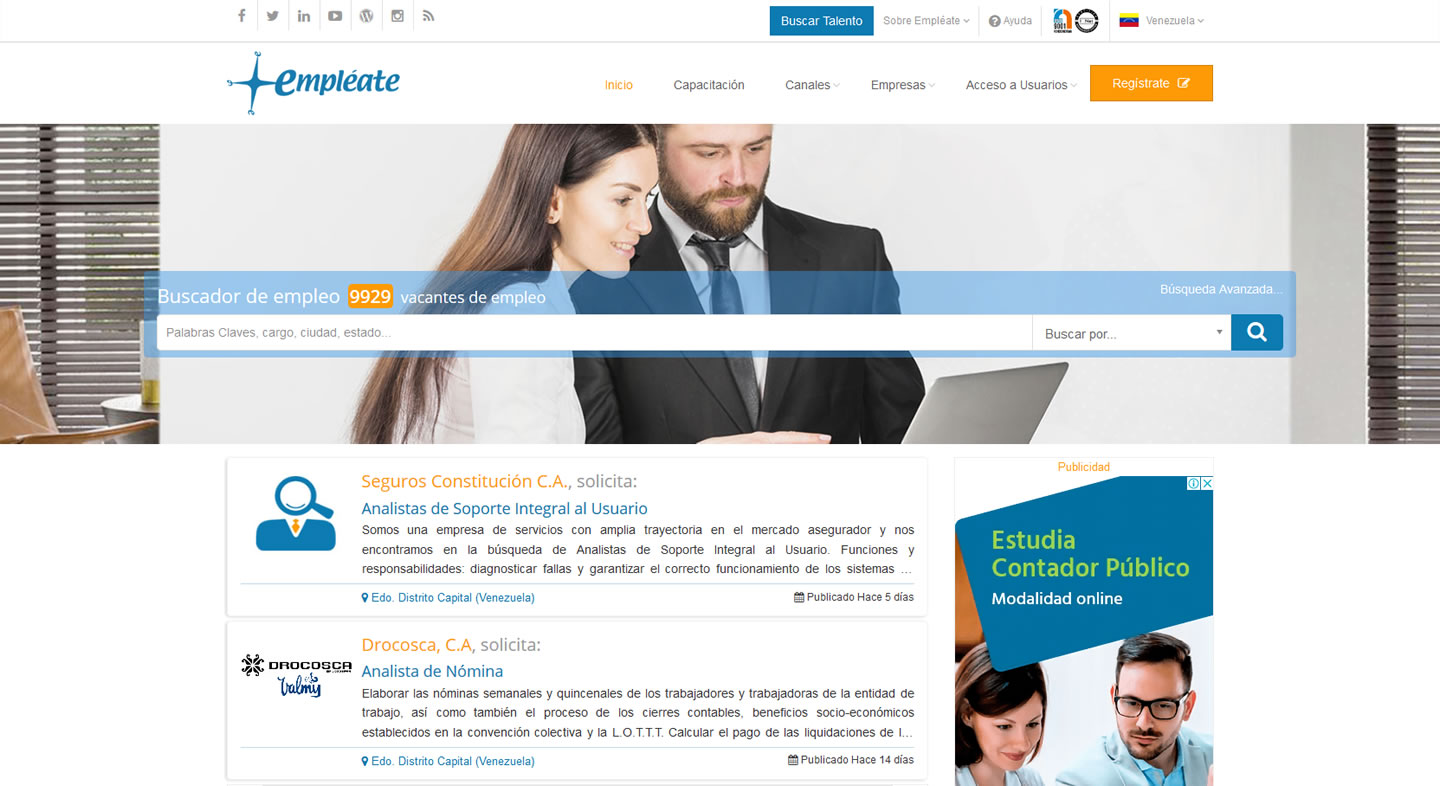 Buscar Talento
Sobre Empléate
Ayuda
Venezuela
empléate
Inicio
Capacitación
Canales
Empresas
Acceso a Usuarios
Regístrate
Buscador de empleo 9929 vacantes de empleo
Búsqueda Avanzada...
Palabras Claves, cargo, ciudad, estado...
Buscar por...
Seguros Constitución C.A., solicita:
Analistas de Soporte Integral al Usuario
Somos una empresa de servicios con amplia trayectoria en el mercado asegurador y nos
encontramos en la búsqueda de Analistas de Soporte Integral al Usuario. Funciones y
responsabilidades: diagnosticar fallas y garantizar el correcto funcionamiento de los sistemas ...
Edo. Distrito Capital (Venezuela)
Publicado Hace 5 días
DROCOSCA
Valmy
Drocosca, C.A, solicita:
Analista de Nómina
Elaborar las nóminas semanales y quincenales de los trabajadores y trabajadoras de la entidad de
trabajo, así como también el proceso de los cierres contables, beneficios socio-económicos
establecidos en la convención colectiva y la L.O.T.T.T. Calcular el pago de las liquidaciones de l...
Edo. Distrito Capital (Venezuela)
Publicado Hace 14 días
Publicidad
Estudia
Contador Público
Modalidad online